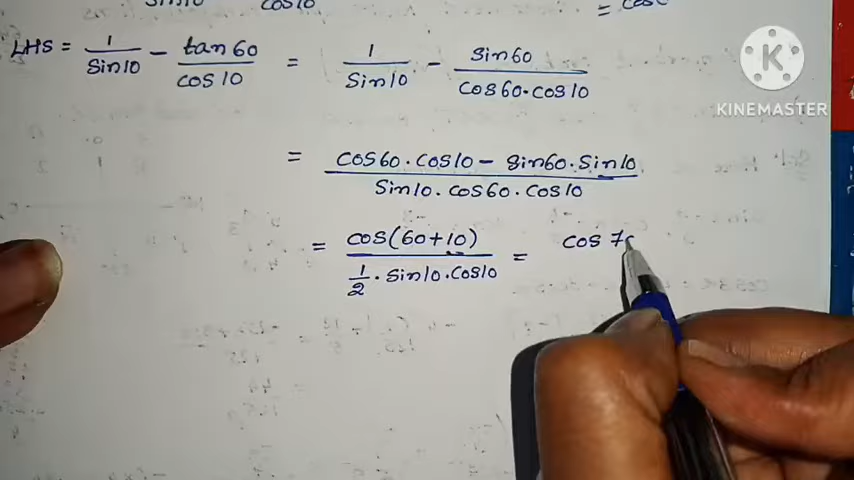 LHS = 1/sin10 - tan60/cos10 = 1/sin10 - sin60/cos60·cos10
= cos60·cos10 - sin60·sin10 / sin10·cos60·cos10
= cos(60+10) / 1/2·sin10·cos10 = cos 70
K
KINEMASTER